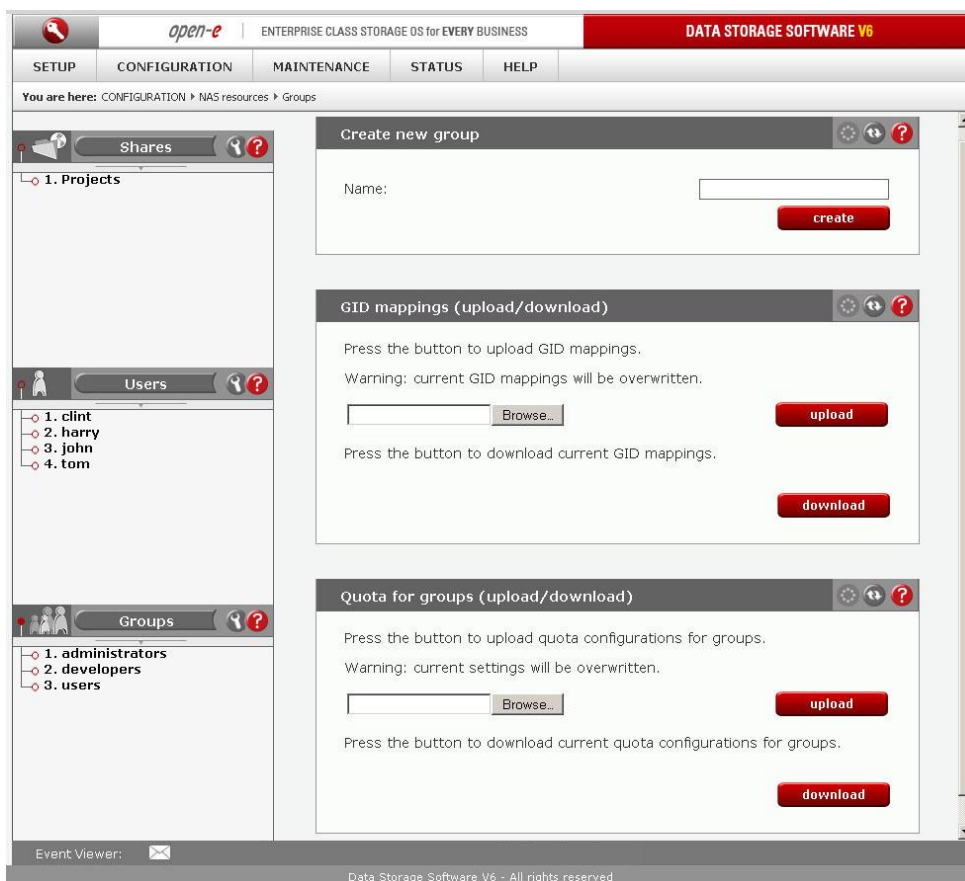 open-e ENTERPRISE CLASS STORAGE OS for EVERY BUSINESS DATA STORAGE SOFTWARE V6
SETUP CONFIGURATION MAINTENANCE STATUS HELP
You are here: CONFIGURATION NAS resources Groups
Shares
1. Projects
Users
1. clint
2. harry
3. john
4. tom
Groups
1. administrators
2. developers
3. users
Create new group
Name:
create
GID mappings (upload/download)
Press the button to upload GID mappings.
Warning: current GID mappings will be overwritten.
Browse... upload
Press the button to download current GID mappings.
download
Quota for groups (upload/download)
Press the button to upload quota configurations for groups.
Warning: current settings will be overwritten.
Browse... upload
Press the button to download current quota configurations for groups.
download
Event Viewer:
Data Storage Software V6 - All rights reserved